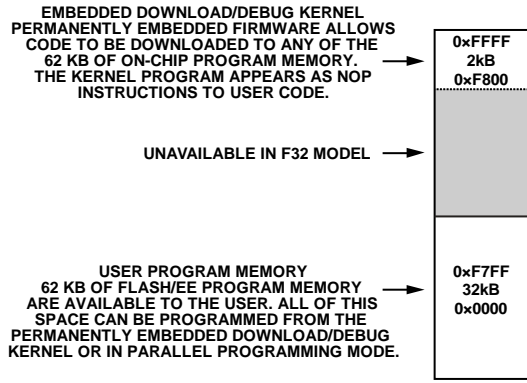 EMBEDDED DOWNLOAD/DEBUG KERNEL
PERMANENTLY EMBEDDED FIRMWARE ALLOWS
CODE TO BE DOWNLOADED TO ANY OF THE
62 KB OF ON-CHIP PROGRAM MEMORY.
THE KERNEL PROGRAM APPEARS AS NOP
INSTRUCTIONS TO USER CODE.
0×FFFF
2kB
0×F800
UNAVAILABLE IN F32 MODEL
USER PROGRAM MEMORY
62 KB OF FLASH/EE PROGRAM MEMORY
ARE AVAILABLE TO THE USER. ALL OF THIS
SPACE CAN BE PROGRAMMED FROM THE
PERMANENTLY EMBEDDED DOWNLOAD/DEBUG
KERNEL OR IN PARALLEL PROGRAMMING MODE.
0×F7FF
32kB
0×0000